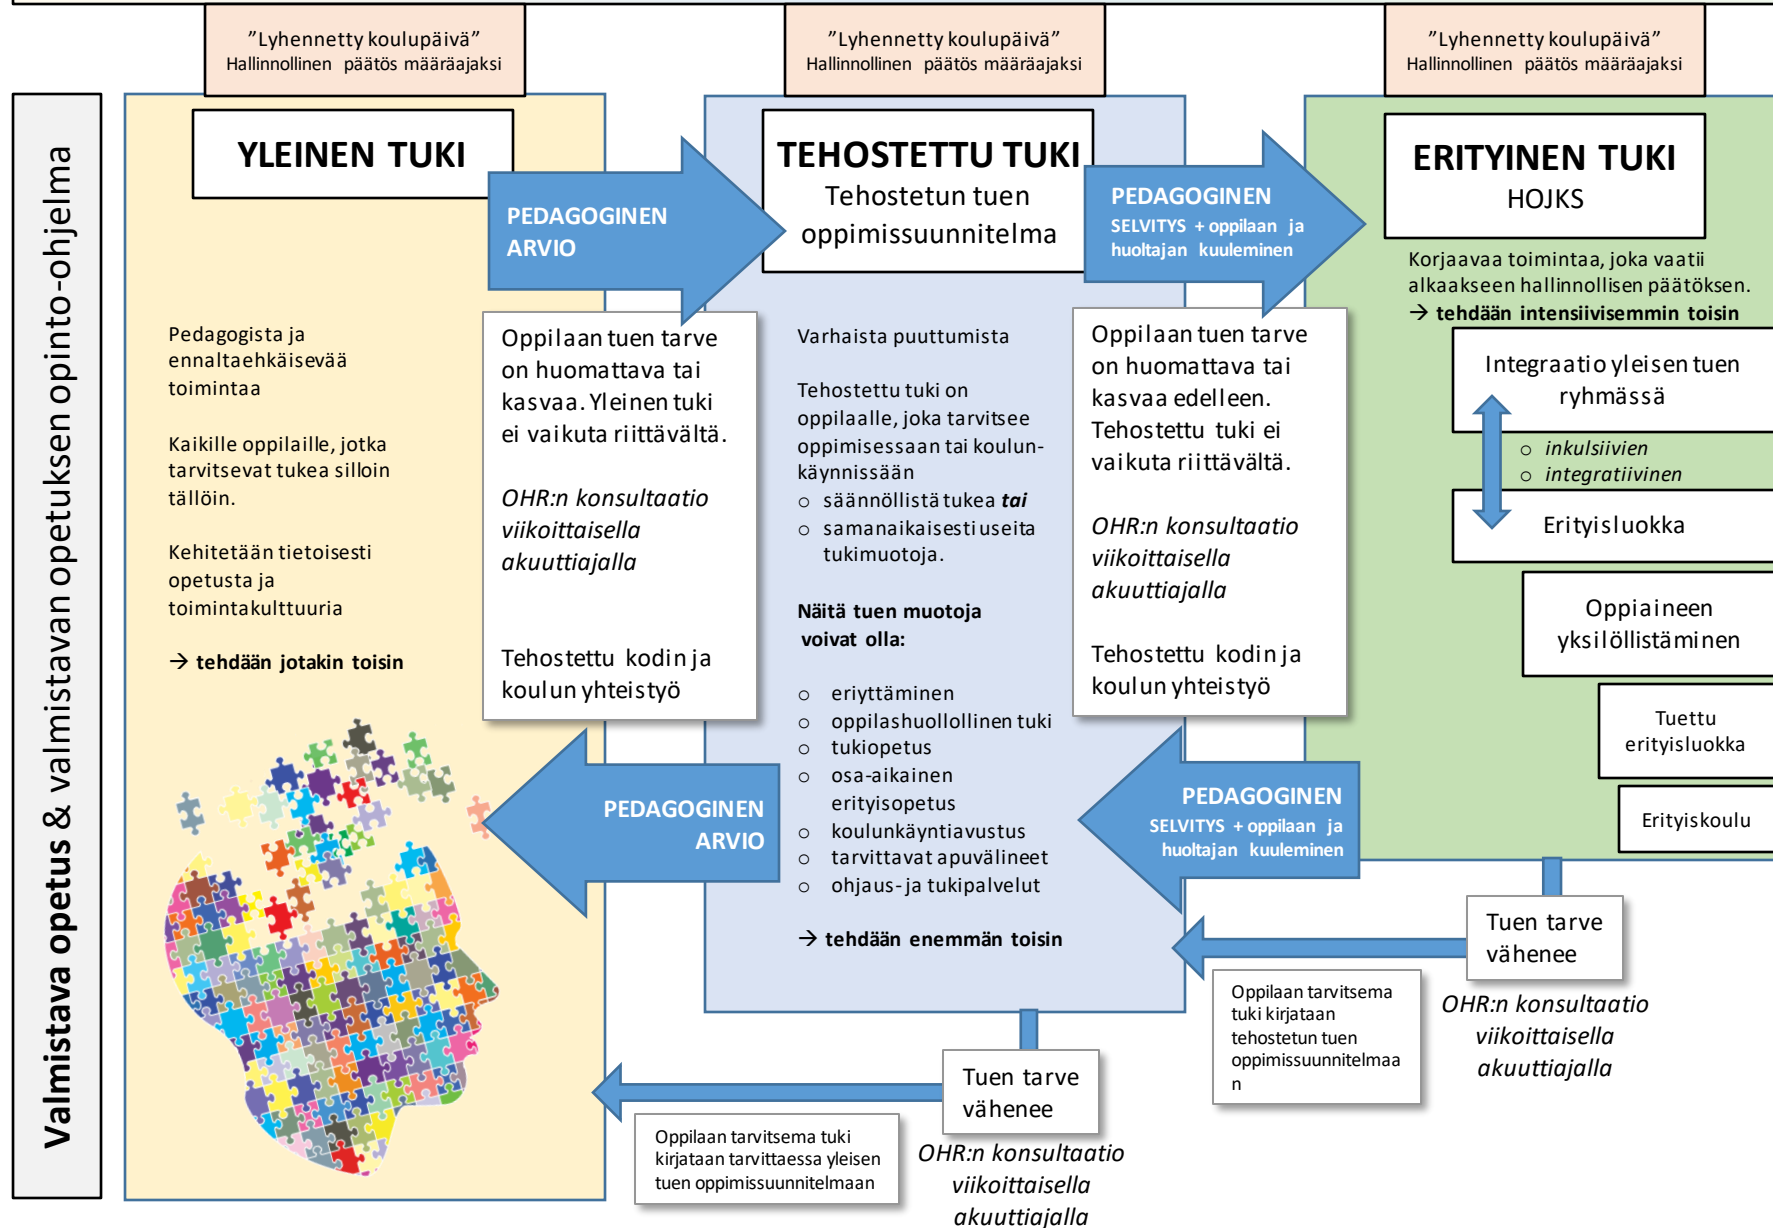 ”Lyhennetty koulupäivä”
Hallinnollinen päätös määräajaksi
”Lyhennetty koulupäivä”
Hallinnollinen päätös määräajaksi
”Lyhennetty koulupäivä”
Hallinnollinen päätös määräajaksi
Valmistava opetus & valmistavan opetuksen opinto-ohjelma
YLEINEN TUKI
Pedagogista ja
ennaltaehkäisevää
toimintaa
Kaikille oppilaille, jotka
tarvitsevat tukea silloin
tällöin.
Kehitetään tietoisesti
opetusta ja
toimintakulttuuria
→ tehdään jotakin toisin
PEDAGOGINEN
ARVIO
Oppilaan tuen tarve
on huomattava tai
kasvaa. Yleinen tuki
ei vaikuta riittävältä.
OHR:n konsultaatio
viikoittaisella
akuuttiajalla
Tehostettu kodin ja
koulun yhteistyö
PEDAGOGINEN
ARVIO
TEHOSTETTU TUKI
Tehostetun tuen
oppimissuunnitelma
Varhaista puuttumista
Tehostettu tuki on
oppilaalle, joka tarvitsee
oppimisessaan tai koulun-
käynnissään
o säännöllistä tukea tai
o samanaikaisesti useita
tukimuotoja.
Näitä tuen muotoja
voivat olla:
o eriyttäminen
o oppilashuollollinen tuki
o tukiopetus
o osa-aikainen
erityisopetus
o koulunkäyntiavustus
o tarvittavat apuvälineet
o ohjaus- ja tukipalvelut
→ tehdään enemmän toisin
PEDAGOGINEN
SELVITYS + oppilaan ja
huoltajan kuuleminen
Oppilaan tuen tarve
on huomattava tai
kasvaa edelleen.
Tehostettu tuki ei
vaikuta riittävältä.
OHR:n konsultaatio
viikoittaisella
akuuttiajalla
Tehostettu kodin ja
koulun yhteistyö
PEDAGOGINEN
SELVITYS + oppilaan ja
huoltajan kuuleminen
ERITYINEN TUKI
HOJKS
Korjaavaa toimintaa, joka vaatii
alkaakseen hallinnollisen päätöksen.
→ tehdään intensiivisemmin toisin
Integraatio yleisen tuen
ryhmässä
o inkulsiivien
o integratiivinen
Erityisluokka
Oppiaineen
yksilöllistäminen
Tuettu
erityisluokka
Erityiskoulu
Tuen tarve
vähenee
OHR:n konsultaatio
viikoittaisella
akuuttiajalla
Oppilaan tarvitsema
tuki kirjataan
tehostetun tuen
oppimissuunnitelmaa
n
Tuen tarve
vähenee
OHR:n konsultaatio
viikoittaisella
akuuttiajalla
Oppilaan tarvitsema tuki
kirjataan tarvittaessa yleisen
tuen oppimissuunnitelmaan